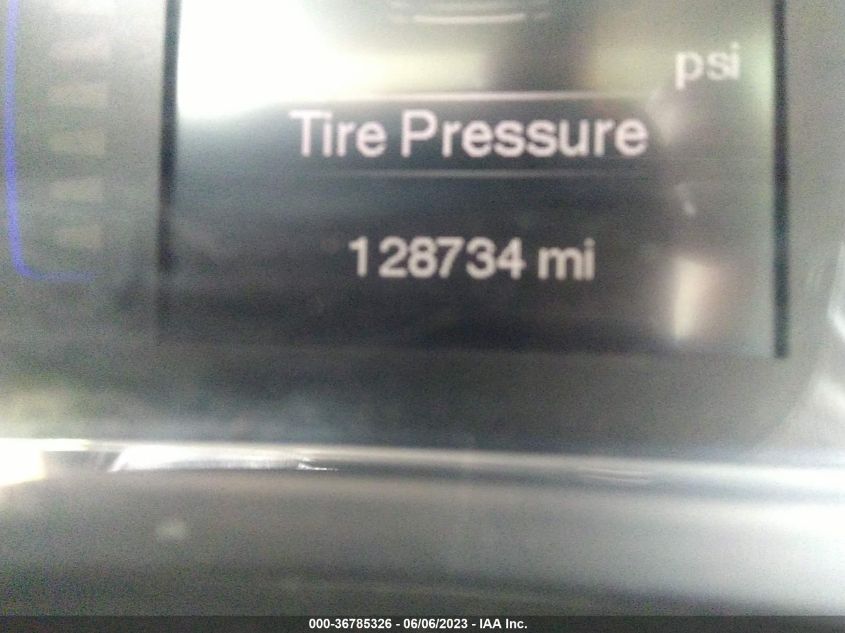 psi
Tire Pressure
128734 mi
000-36785326 - 06/06/2023 - IAA Inc.